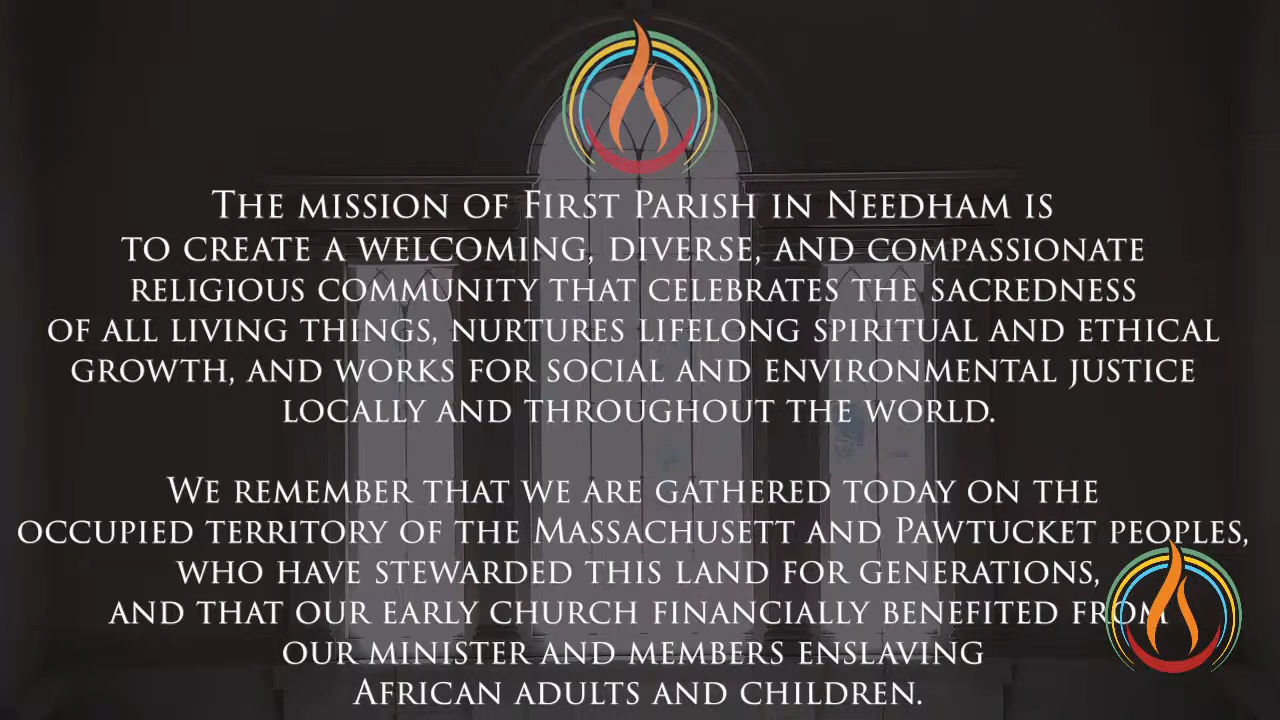 The mission of First Parish in Needham is
to create a welcoming, diverse, and compassionate
religious community that celebrates the sacredness
of all living things, nurtures lifelong spiritual and ethical
growth, and works for social and environmental justice
locally and throughout the world.
We remember that we are gathered today on the
occupied territory of the Massachusett and Pawtucket peoples,
who have stewarded this land for generations,
and that our early church financially benefited from
our minister and members enslaving
African adults and children.